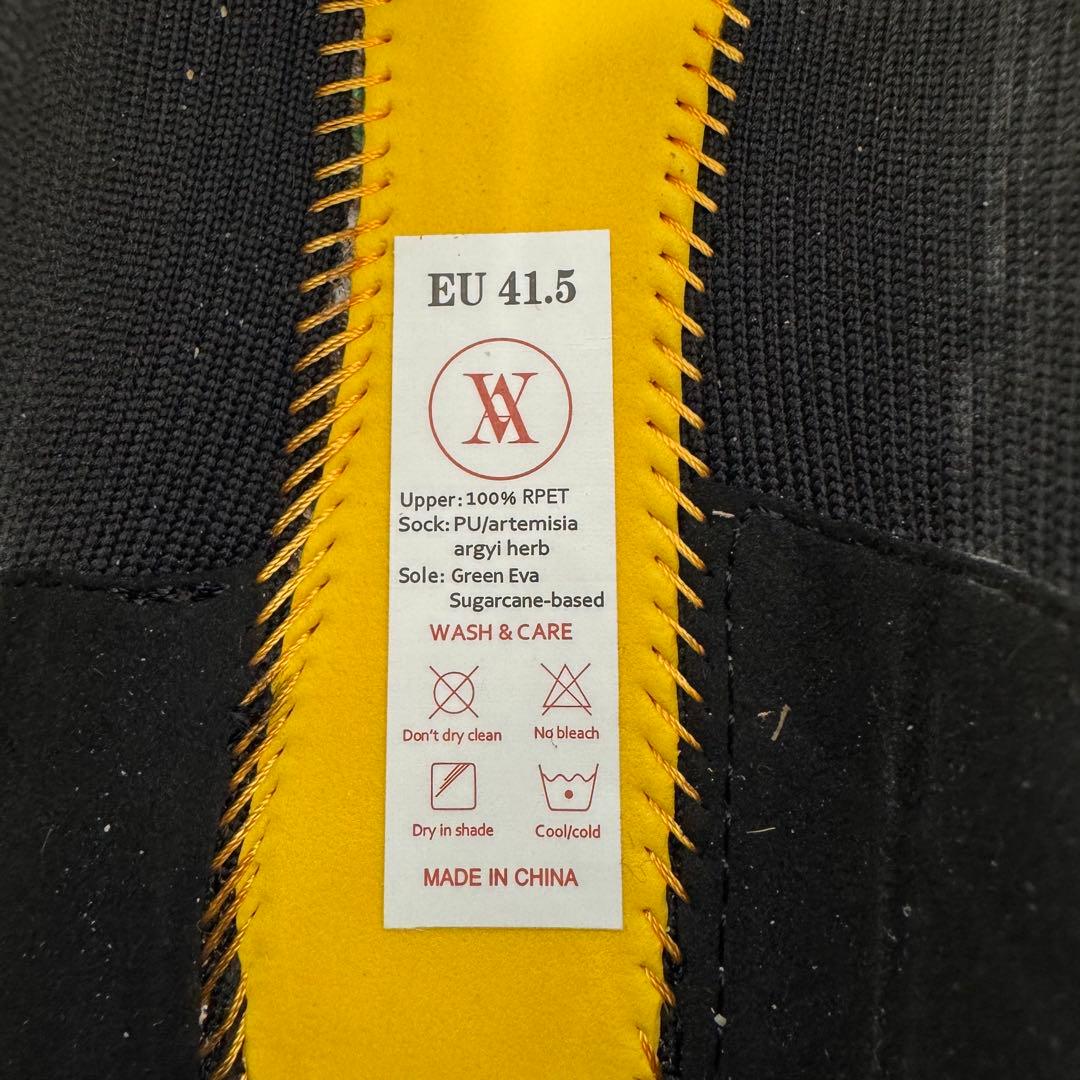 EU 41.5
Upper: 100% RPET
Sock: PU/artemisia
argyi herb
Sole: Green Eva
Sugarcane-based
WASH & CARE
Don't dry clean
No bleach
Dry in shade
Cool/cold
MADE IN CHINA